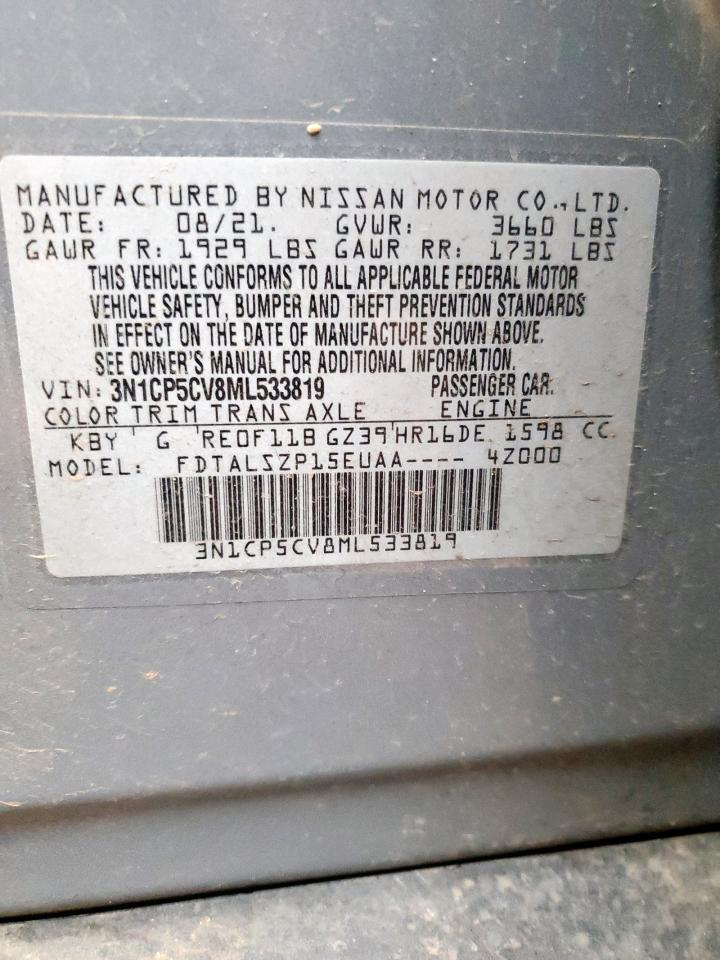 MANUFACTURED BY NISSAN MOTOR CO.,LTD.
DATE: 08/21. GVWR: 3660 LBS
GAWR FR: 1929 LBS GAWR RR: 1731 LBS
THIS VEHICLE CONFORMS TO ALL APPLICABLE FEDERAL MOTOR
VEHICLE SAFETY, BUMPER AND THEFT PREVENTION STANDARDS
IN EFFECT ON THE DATE OF MANUFACTURE SHOWN ABOVE.
SEE OWNER'S MANUAL FOR ADDITIONAL INFORMATION.
VIN: 3N1CP5CV8ML533819 PASSENGER CAR.
COLOR TRIM TRANS AXLE ENGINE
KBY G RE0F11B GZ39 HR16DE 1598 CC
MODEL: FDTALSZP15EUAA---- 4Z000
3N1CP5CV8ML533819